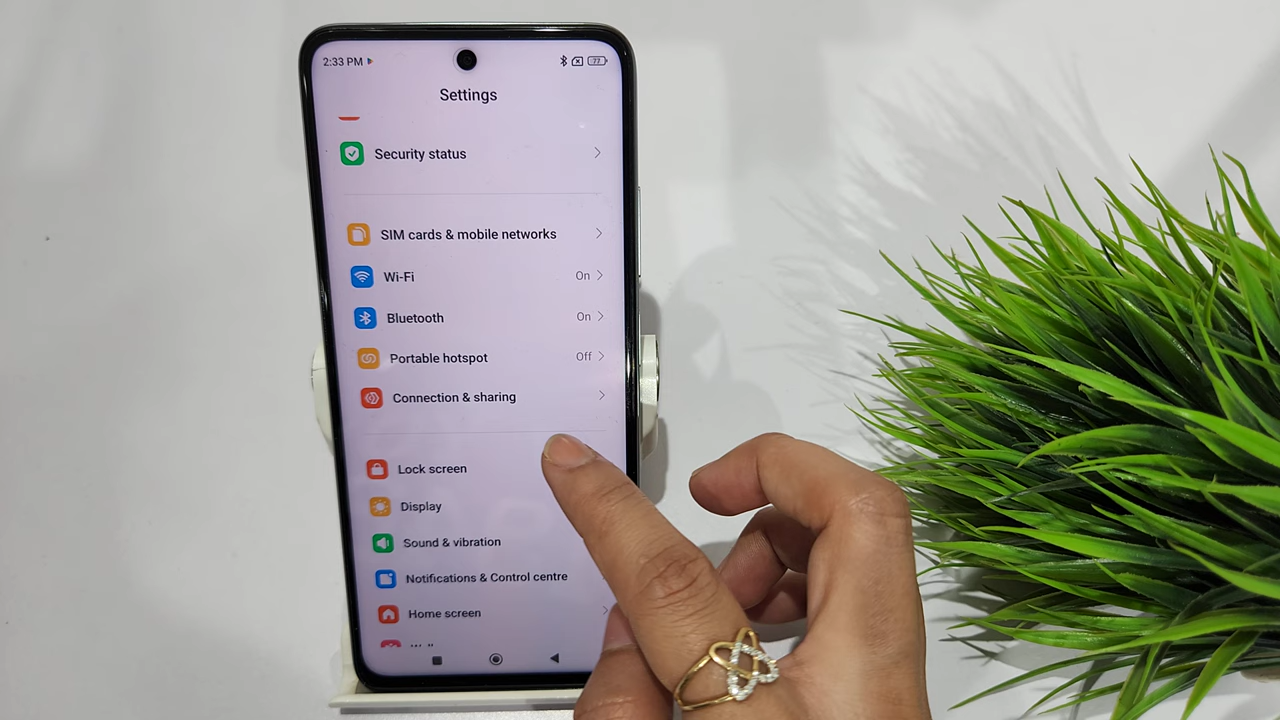 2:33 PM
77
Settings
Security status
SIM cards & mobile networks
Wi-Fi On
Bluetooth On
Portable hotspot Off
Connection & sharing
Lock screen
Display
Sound & vibration
Notifications & Control centre
Home screen